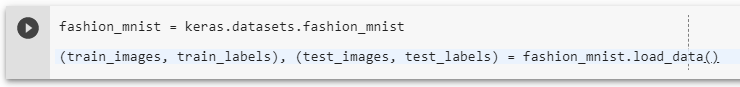 fashion_mnist = keras.datasets.fashion_mnist
(train_images, train_labels), (test_images, test_labels) = fashion_mnist.load_data()